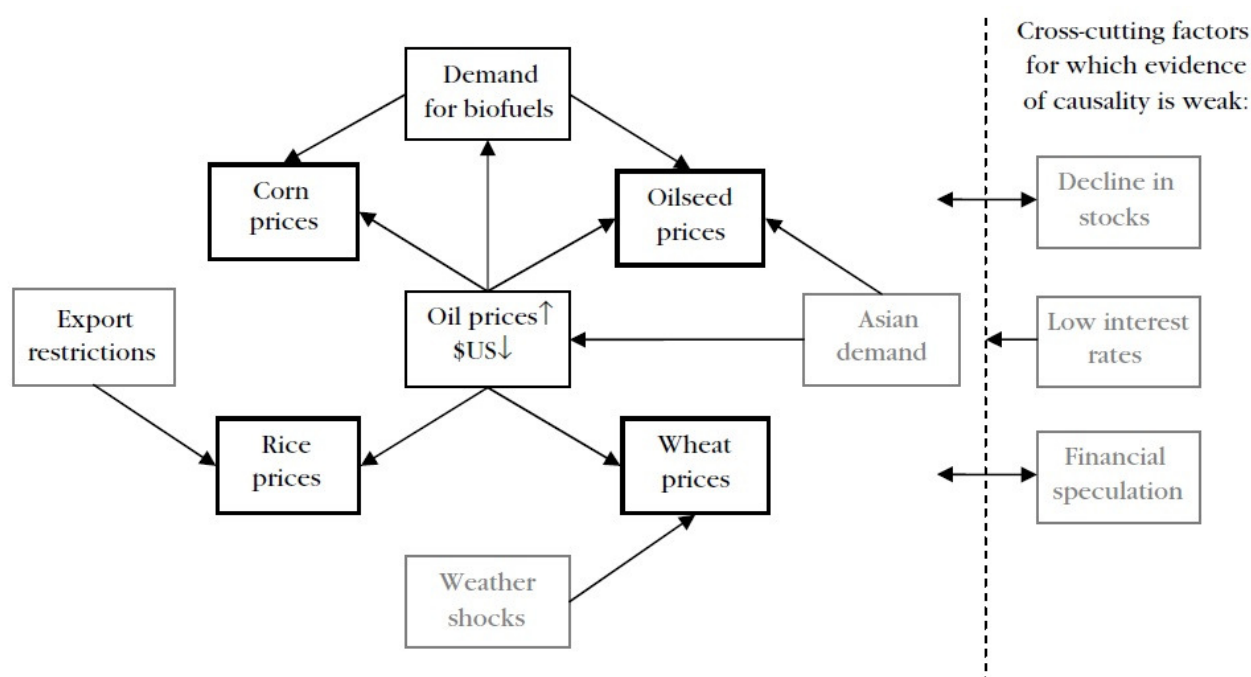 Cross-cutting factors
for which evidence
of causality is weak:
Demand
for biofuels
Corn
prices
Oilseed
prices
Decline in
stocks
Export
restrictions
Oil prices↑
$US↓
Asian
demand
Low interest
rates
Rice
prices
Wheat
prices
Financial
speculation
Weather
shocks